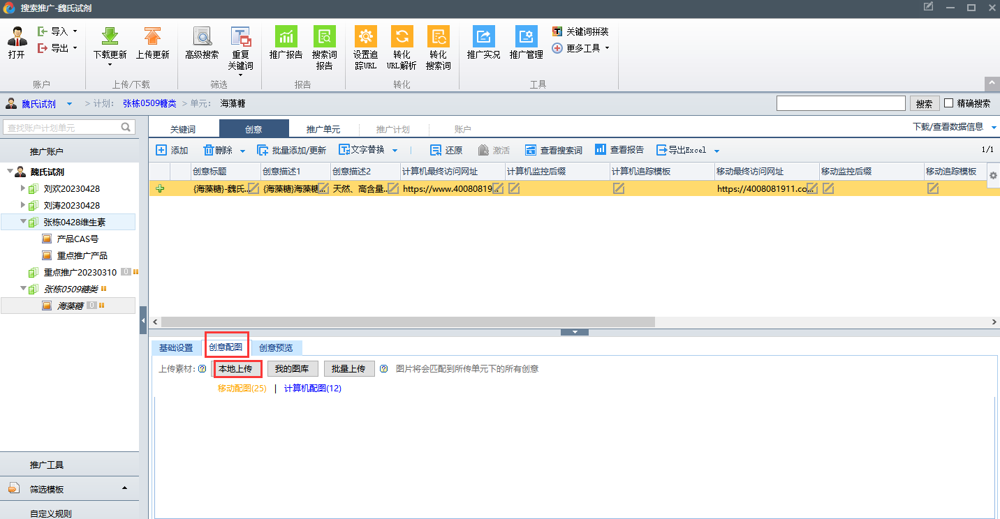 搜索推广-魏氏试剂
打开
导入
导出
账户
下载更新
上传更新
上传/下载
高级搜索
重复
关键词
筛选
推广报告
搜索词
报告
报告
设置追
踪URL
转化
URL解析
转化
搜索词
转化
推广实况
推广管理
关键词拼装
更多工具
工具
魏氏试剂 > 计划: 张栋0509糖类 > 单元: 海藻糖
搜索
精确搜索
查找账户计划单元
推广账户
魏氏试剂
刘欢20230428
刘涛20230428
张栋0428维生素
产品CAS号
重点推广产品
重点推广20230310 0
张栋0509糖类
海藻糖 0
推广工具
筛选模板
自定义规则
关键词 创意 推广单元 推广计划 账户
下载/查看数据信息
添加 删除 批量添加/更新 文字替换 还原 激活 查看搜索词 查看报告 导出Excel 1/1
创意标题 创意描述1 创意描述2 计算机最终访问网址 计算机监控后缀 计算机追踪模板 移动最终访问网址 移动监控后缀 移动追踪模板
{海藻糖}-魏氏... {海藻糖}海藻糖... 天然、高含量... https://www.40080819... https://4008081911.co...
基础设置 创意配图 创意预览
上传素材: 本地上传 我的图库 批量上传 图片将会匹配到所传单元下的所有创意
移动配图(25) | 计算机配图(12)